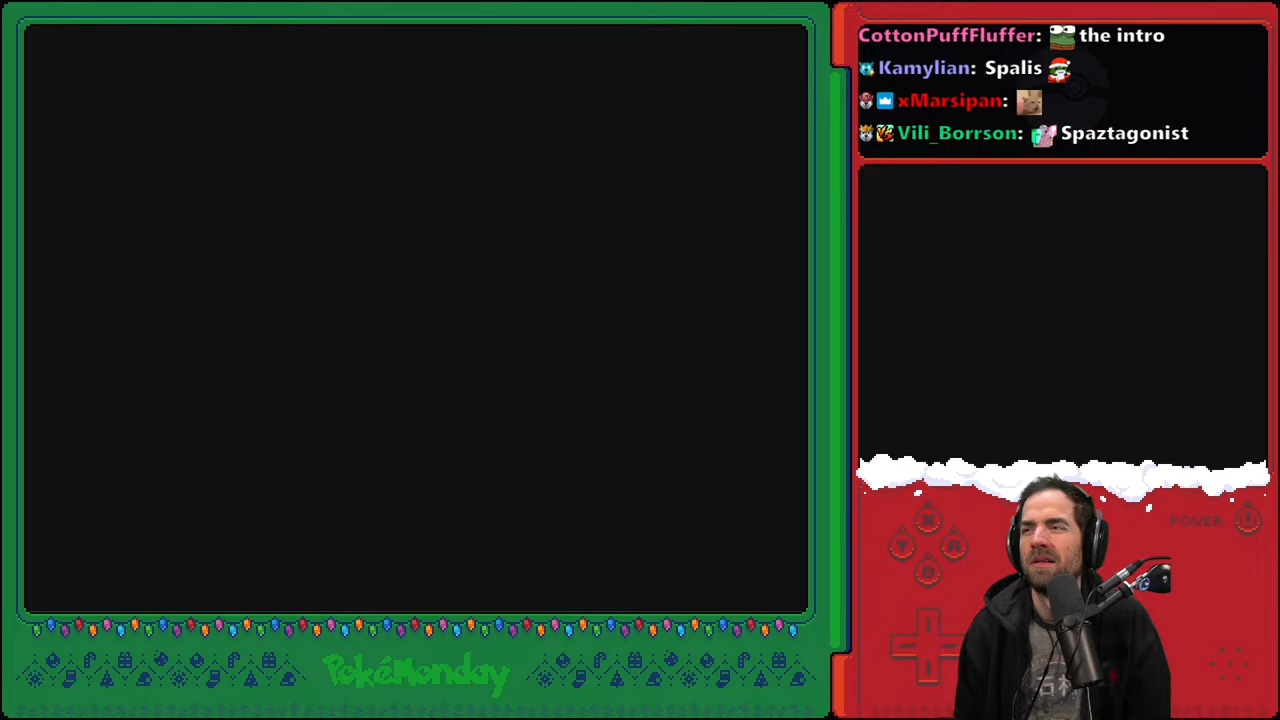 CottonPuffFluffer: the intro
Kamylian: Spalis
xMarsipan:
Vili_Borrson: Spaztagonist
X
Y A
B
POWER
PokéMonday